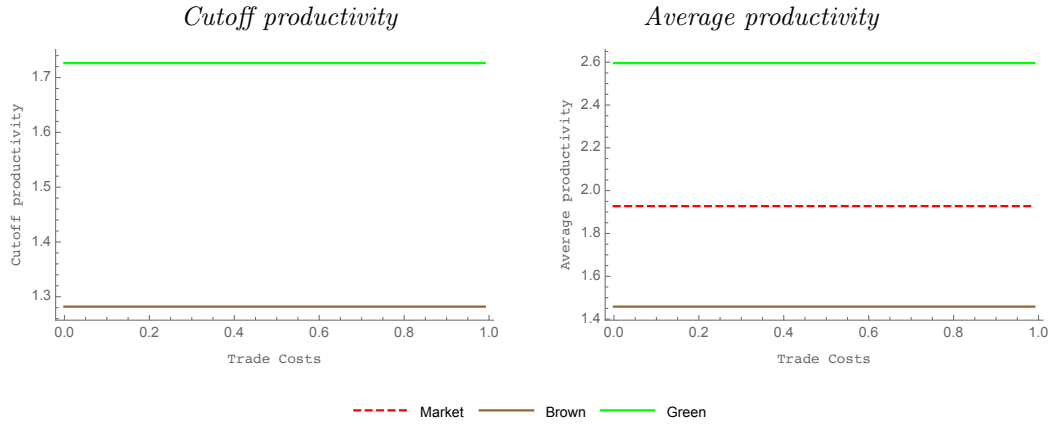 Cutoff productivity
Average productivity
Cutoff productivity
1.7
1.6
1.5
1.4
1.3
0.0 0.2 0.4 0.6 0.8 1.0
Trade Costs
Average productivity
2.6
2.4
2.2
2.0
1.8
1.6
1.4
0.0 0.2 0.4 0.6 0.8 1.0
Trade Costs
Market Brown Green